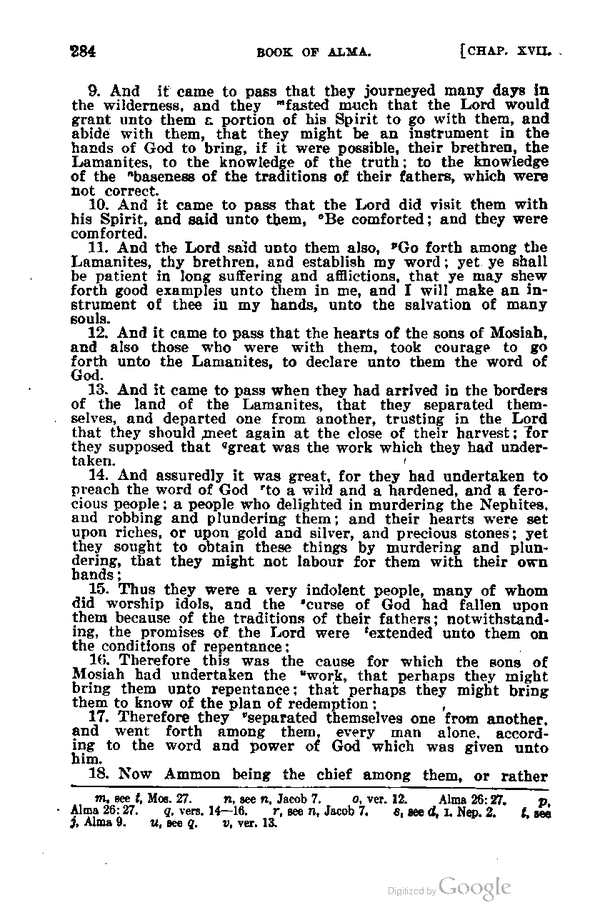 284 BOOK OF ALMA. [CHAP. XVII.
9. And it came to pass that they journeyed many days in
the wilderness, and they ᵐfasted much that the Lord would
grant unto them a portion of his Spirit to go with them, and
abide with them, that they might be an instrument in the
hands of God to bring, if it were possible, their brethren, the
Lamanites, to the knowledge of the truth; to the knowledge
of the ⁿbaseness of the traditions of their fathers, which were
not correct.
10. And it came to pass that the Lord did visit them with
his Spirit, and said unto them, ᵒBe comforted; and they were
comforted.
11. And the Lord said unto them also, ᵖGo forth among the
Lamanites, thy brethren, and establish my word; yet ye shall
be patient in long suffering and afflictions, that ye may shew
forth good examples unto them in me, and I will make an in-
strument of thee in my hands, unto the salvation of many
souls.
12. And it came to pass that the hearts of the sons of Mosiah,
and also those who were with them, took courage to go
forth unto the Lamanites, to declare unto them the word of
God.
13. And it came to pass when they had arrived in the borders
of the land of the Lamanites, that they separated them-
selves, and departed one from another, trusting in the Lord
that they should meet again at the close of their harvest; for
they supposed that qgreat was the work which they had under-
taken.
14. And assuredly it was great, for they had undertaken to
preach the word of God ʳto a wild and a hardened, and a fero-
cious people; a people who delighted in murdering the Nephites,
and robbing and plundering them; and their hearts were set
upon riches, or upon gold and silver, and precious stones; yet
they sought to obtain these things by murdering and plun-
dering, that they might not labour for them with their own
hands;
15. Thus they were a very indolent people, many of whom
did worship idols, and the ˢcurse of God had fallen upon
them because of the traditions of their fathers; notwithstand-
ing, the promises of the Lord were ᵗextended unto them on
the conditions of repentance;
16. Therefore this was the cause for which the sons of
Mosiah had undertaken the ᵘwork, that perhaps they might
bring them unto repentance; that perhaps they might bring
them to know of the plan of redemption;
17. Therefore they ᵛseparated themselves one from another,
and went forth among them, every man alone, accord-
ing to the word and power of God which was given unto
him.
18. Now Ammon being the chief among them, or rather
m, see t, Mos. 27. n, see n, Jacob 7. o, ver. 12. Alma 26: 27. p,
Alma 26: 27. q, vers. 14—16. r, see n, Jacob 7. s, see d, 1. Nep. 2. t, see
j, Alma 9. u, see q. v, ver. 13.
Digitized by Google